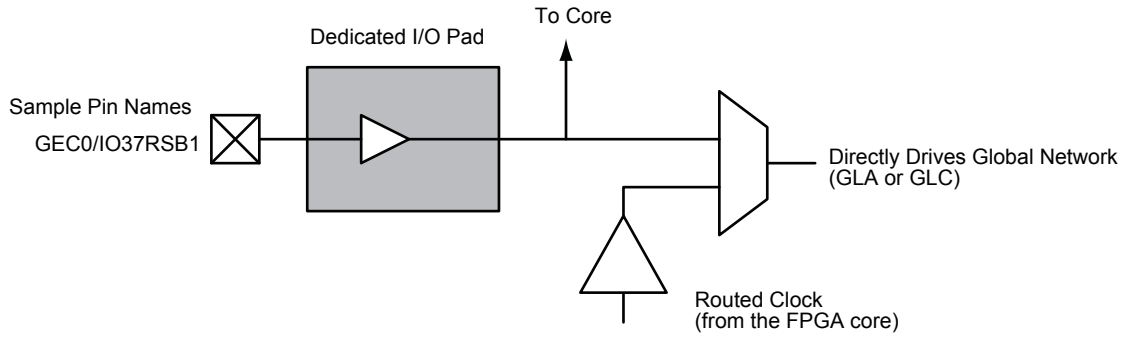 To Core
Dedicated I/O Pad
Sample Pin Names
GEC0/IO37RSB1
Directly Drives Global Network
(GLA or GLC)
Routed Clock
(from the FPGA core)